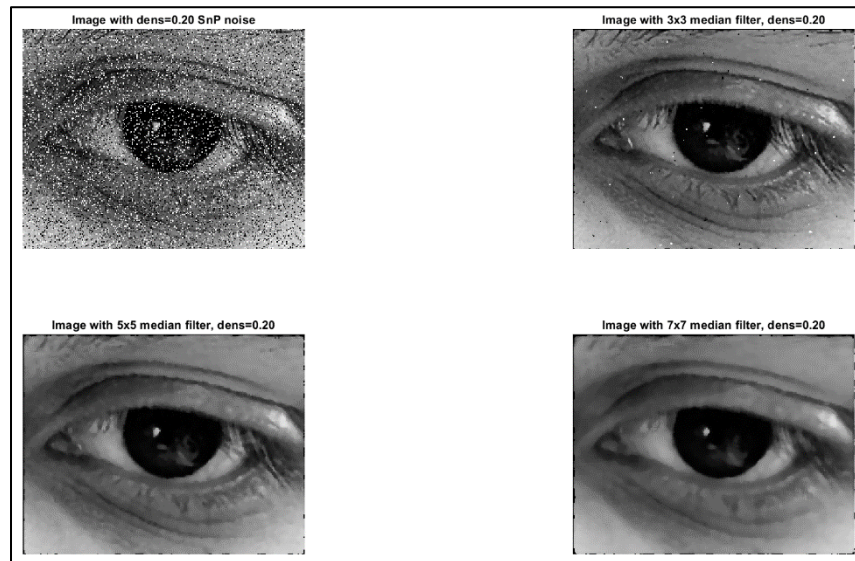 Image with dens=0.20 SnP noise
Image with 3x3 median filter, dens=0.20
Image with 5x5 median filter, dens=0.20
Image with 7x7 median filter, dens=0.20